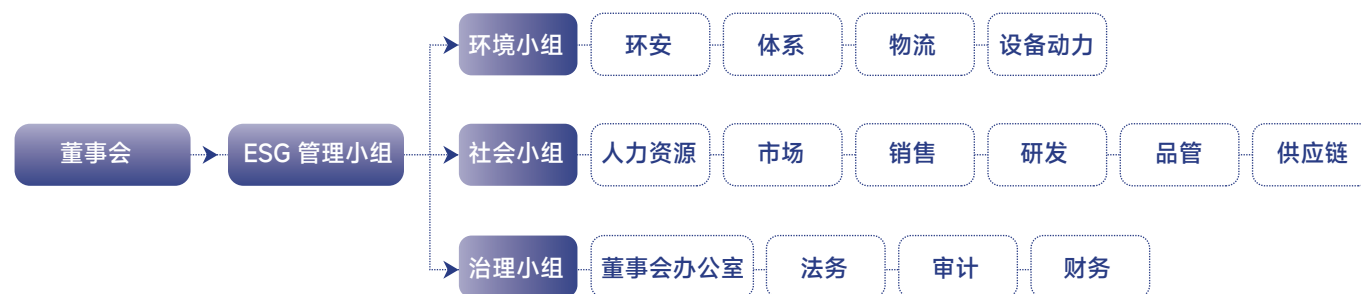 环境小组 环安 体系 物流 设备动力
董事会 ESG 管理小组 社会小组 人力资源 市场 销售 研发 品管 供应链
治理小组 董事会办公室 法务 审计 财务